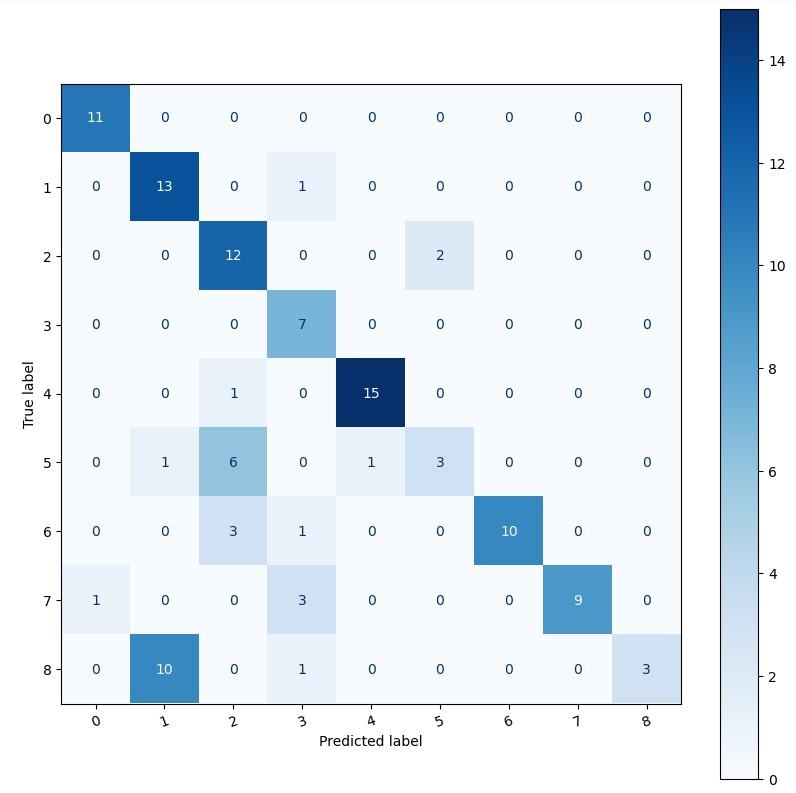 0 11 0 0 0 0 0 0 0 0
1 0 13 0 1 0 0 0 0 0
2 0 0 12 0 0 2 0 0 0
3 0 0 0 7 0 0 0 0 0
4 0 0 1 0 15 0 0 0 0
5 0 1 6 0 1 3 0 0 0
6 0 0 3 1 0 0 10 0 0
7 1 0 0 3 0 0 0 9 0
8 0 10 0 1 0 0 0 0 3
0 1 2 3 4 5 6 7 8
True label
Predicted label
14
12
10
8
6
4
2
0